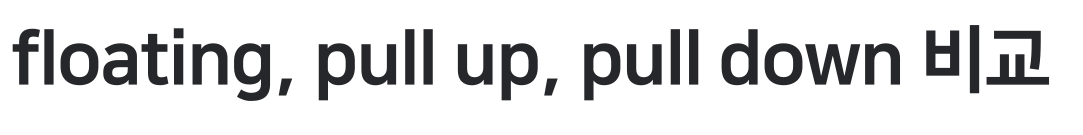 floating, pull up, pull down 비교